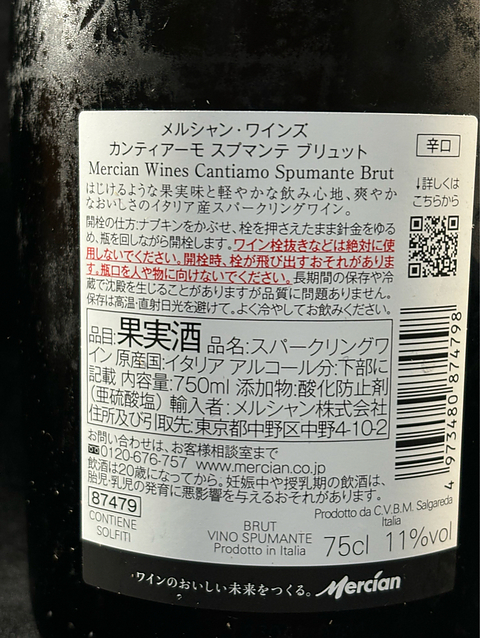 メルシャン・ワインズ
カンティアーモ スプマンテ ブリュット
Mercian Wines Cantiamo Spumante Brut
辛口
はじけるような果実味と軽やかな飲み心地、爽やか
なおいしさのイタリア産スパークリングワイン。
↓詳しくは
こちらから
開栓の仕方:ナプキンをかぶせ、栓を押さえたまま針金をゆる
め、瓶を回しながら開栓します。ワイン栓抜きなどは絶対に使
用しないでください。開栓時、栓が飛び出すおそれがありま
す。瓶口を人や物に向けないでください。長期間の保存や冷
蔵で沈殿を生じることがありますが品質に問題ありません。
保存は高温・直射日光を避けて。よく冷やしてお飲みください。
品目:果実酒 品名:スパークリングワ
イン 原産国:イタリア アルコール分:下部に
記載 内容量:750ml 添加物:酸化防止剤
(亜硫酸塩) 輸入者:メルシャン株式会社
住所及び引取先:東京都中野区中野4-10-2
お問い合わせは、お客様相談室まで
0120-676-757 www.mercian.co.jp
飲酒は20歳になってから。妊娠中や授乳期の飲酒は、
胎児・乳児の発育に悪影響を与えるおそれがあります。
4 973480 874798
87479
CONTIENE
SOLFITI
BRUT
VINO SPUMANTE
Prodotto in Italia
Prodotto da C.V.B.M. Salgareda
Italia
75cl 11%vol
ワインのおいしい未来をつくる。 Mercian